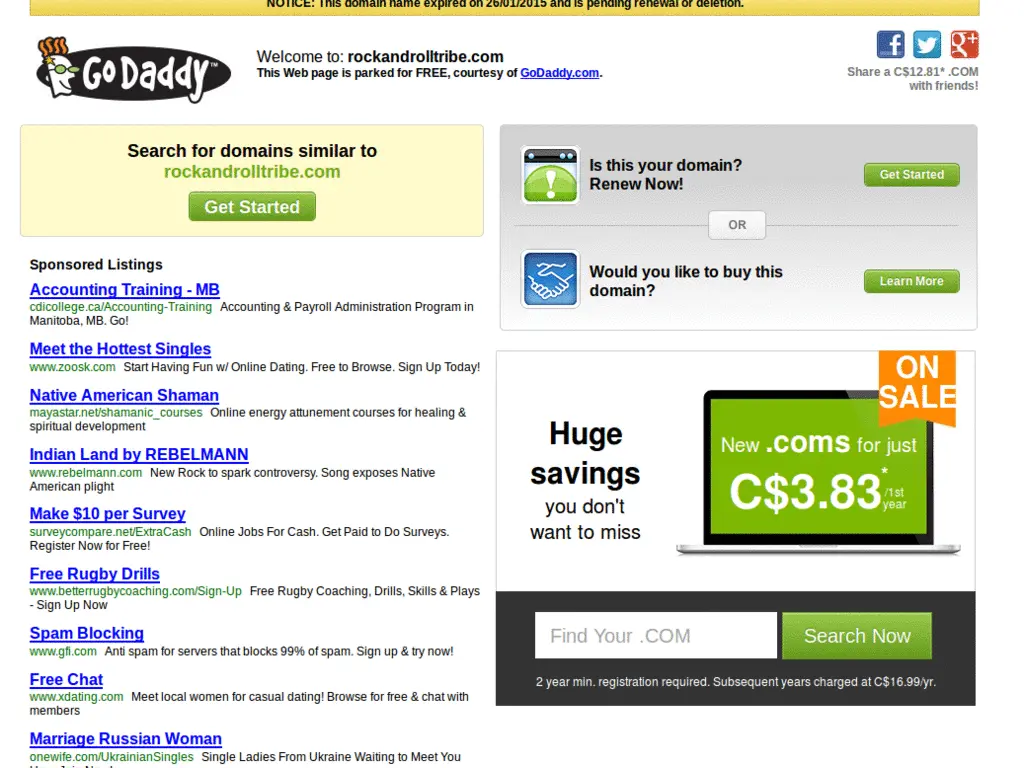 NOTICE: This domain name expired on 26/01/2015 and is pending renewal or deletion.
GO DADDY™
Welcome to: rockandrolltribe.com
This Web page is parked for FREE, courtesy of GoDaddy.com.
Share a C$12.81* .COM
with friends!
Search for domains similar to
rockandrolltribe.com
Get Started
Is this your domain?
Renew Now!
Get Started
OR
Would you like to buy this
domain?
Learn More
Sponsored Listings
Accounting Training - MB
cdicollege.ca/Accounting-Training Accounting & Payroll Administration Program in
Manitoba, MB. Go!
Meet the Hottest Singles
www.zoosk.com Start Having Fun w/ Online Dating. Free to Browse. Sign Up Today!
Native American Shaman
mayastar.net/shamanic_courses Online energy attunement courses for healing &
spiritual development
Indian Land by REBELMANN
www.rebelmann.com New Rock to spark controversy. Song exposes Native
American plight
Make $10 per Survey
surveycompare.net/ExtraCash Online Jobs For Cash. Get Paid to Do Surveys.
Register Now for Free!
Free Rugby Drills
www.betterrugbycoaching.com/Sign-Up Free Rugby Coaching, Drills, Skills & Plays
- Sign Up Now
Spam Blocking
www.gfi.com Anti spam for servers that blocks 99% of spam. Sign up & try now!
Free Chat
www.xdating.com Meet local women for casual dating! Browse for free & chat with
members
Marriage Russian Woman
onewife.com/UkrainianSingles Single Ladies From Ukraine Waiting to Meet You
ON
SALE
Huge
savings
you don't
want to miss
New .coms for just
C$3.83*
/1st
year
Find Your .COM
Search Now
2 year min. registration required. Subsequent years charged at C$16.99/yr.